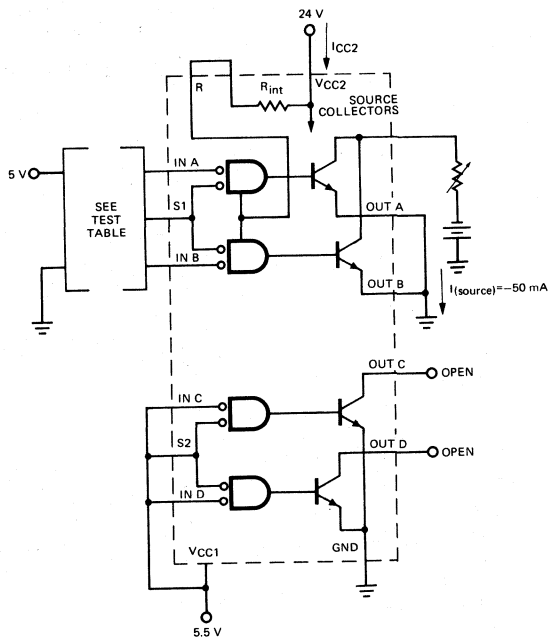 24 V
ICC2
R
Rint
VCC2
SOURCE
COLLECTORS
5 V
IN A
SEE
TEST
TABLE
S1
OUT A
IN B
OUT B
I(source)=−50 mA
OUT C
OPEN
IN C
S2
OUT D
OPEN
IN D
VCC1
GND
5.5 V